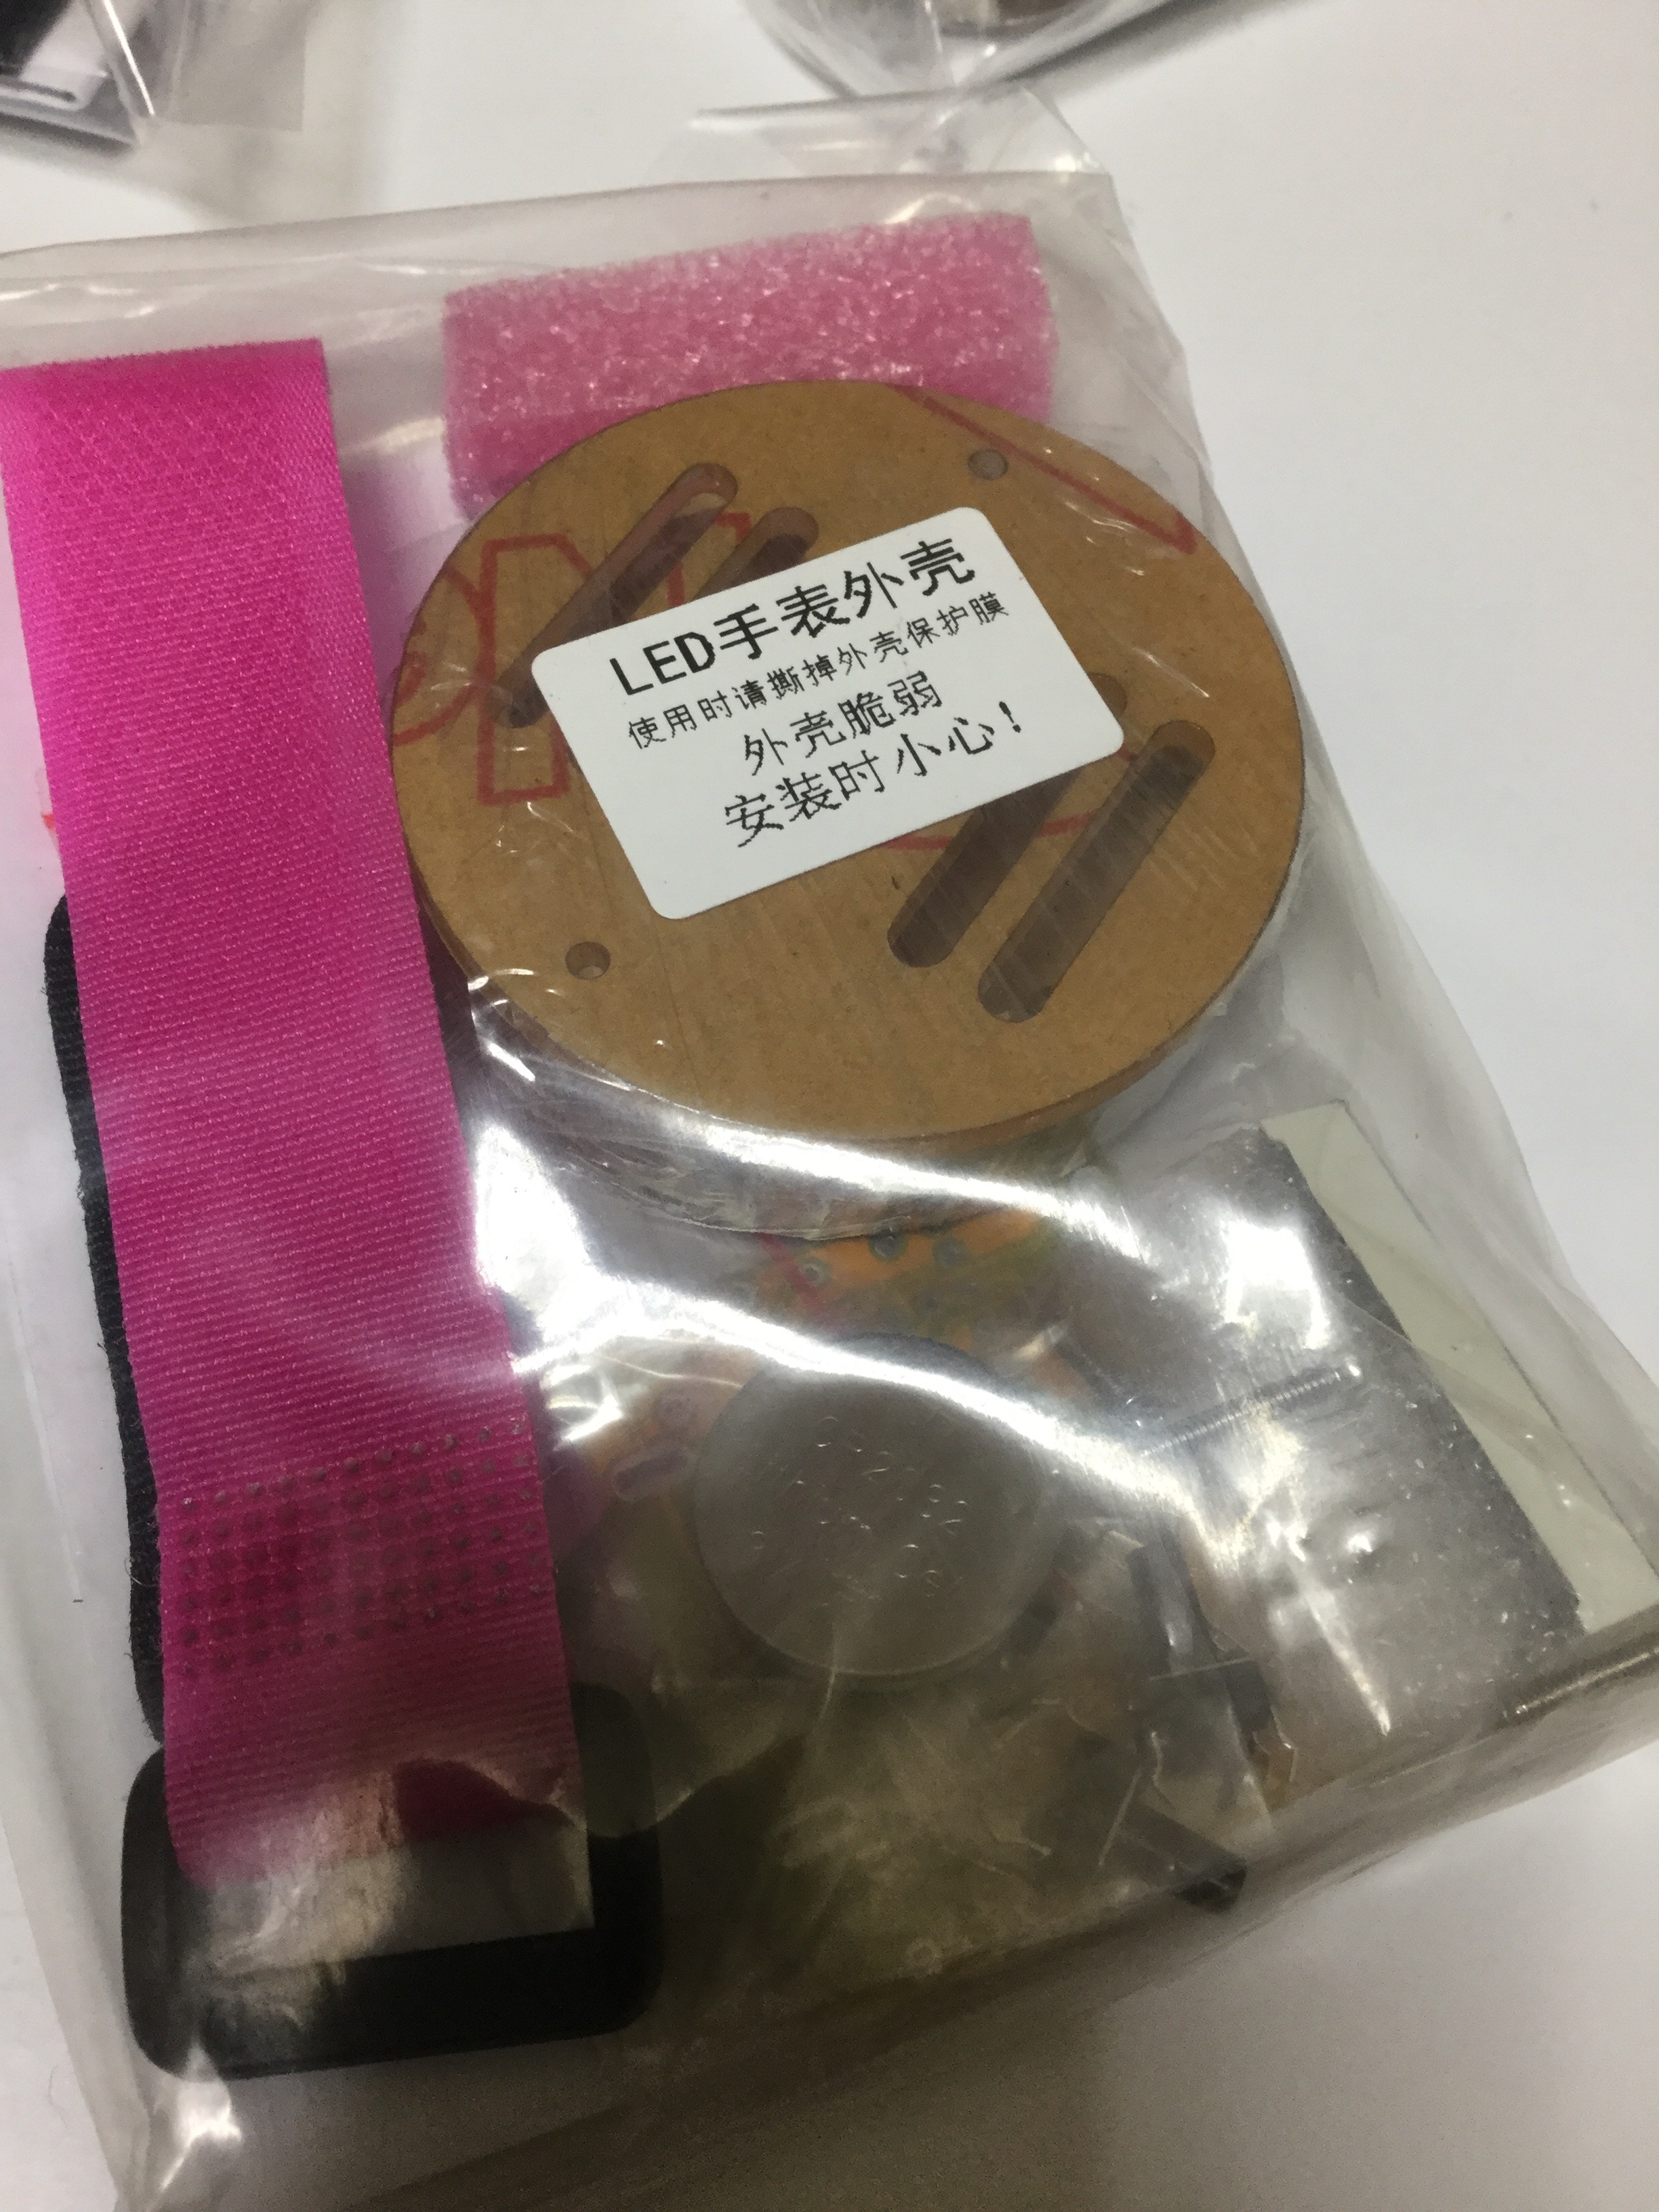 LED手表外壳
使用时请撕掉外壳保护膜
外壳脆弱
安装时小心!